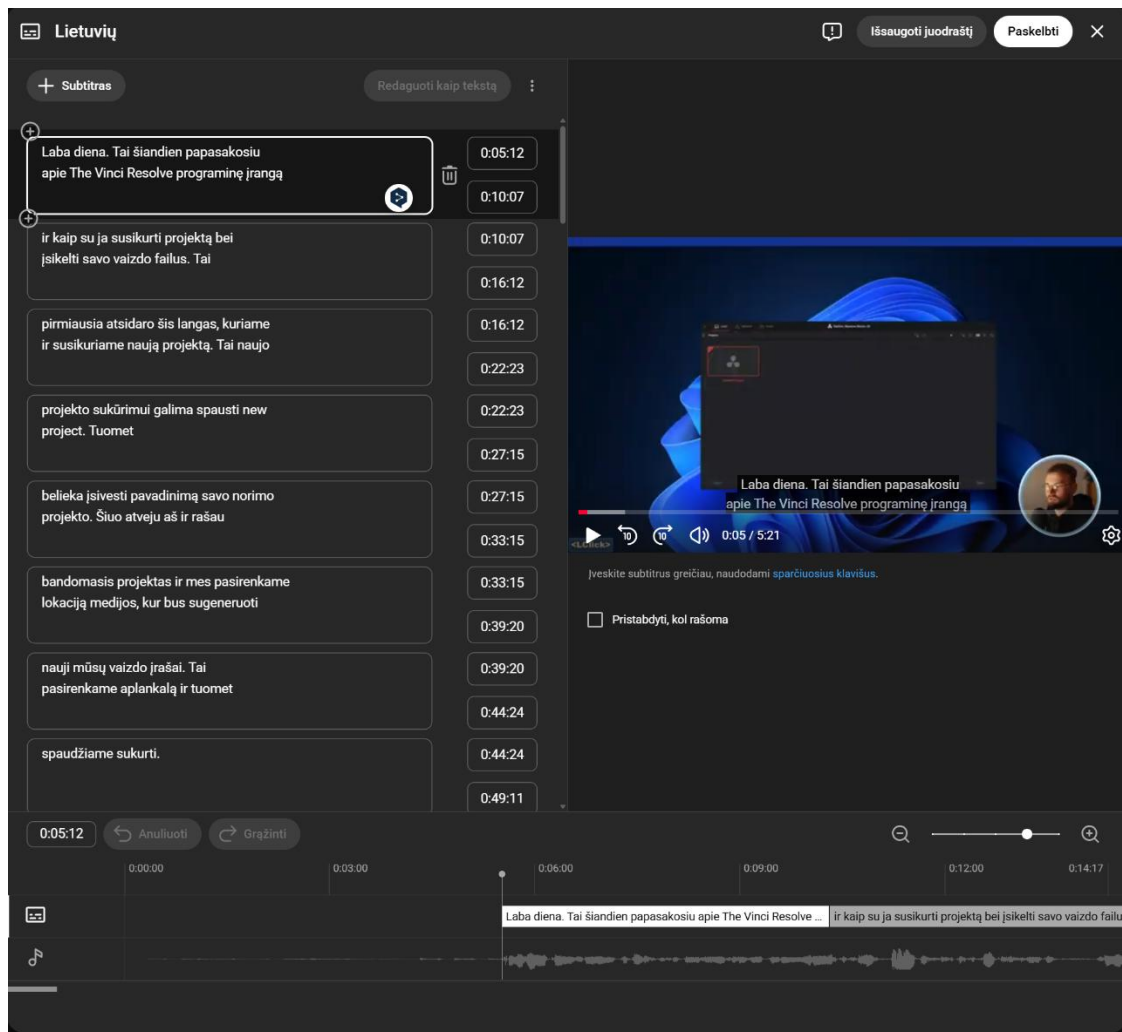 Lietuvių
Išsaugoti juodraštį
Paskelbti
Subtitras
Redaguoti kaip tekstą
Laba diena. Tai šiandien papasakosiu
apie The Vinci Resolve programinę įrangą
0:05:12
0:10:07
ir kaip su ja susikurti projektą bei
įsikelti savo vaizdo failus. Tai
0:10:07
0:16:12
pirmiausia atsidaro šis langas, kuriame
ir susikuriame naują projektą. Tai naujo
0:16:12
0:22:23
projekto sukūrimui galima spausti new
project. Tuomet
0:22:23
0:27:15
belieka įsivesti pavadinimą savo norimo
projekto. Šiuo atveju aš ir rašau
0:27:15
0:33:15
bandomasis projektas ir mes pasirenkame
lokaciją medijos, kur bus sugeneruoti
0:33:15
0:39:20
nauji mūsų vaizdo įrašai. Tai
pasirenkame aplankalą ir tuomet
0:39:20
0:44:24
spaudžiame sukurti.
0:44:24
0:49:11
Laba diena. Tai šiandien papasakosiu
apie The Vinci Resolve programinę įrangą
10
10
0:05 / 5:21
<LClick>
Įveskite subtitrus greičiau, naudodami sparčiuosius klavišus.
Pristabdyti, kol rašoma
0:05:12
Anuliuoti
Grąžinti
0:00:00
0:03:00
0:06:00
0:09:00
0:12:00
0:14:17
Laba diena. Tai šiandien papasakosiu apie The Vinci Resolve ...
ir kaip su ja susikurti projektą bei įsikelti savo vaizdo failu